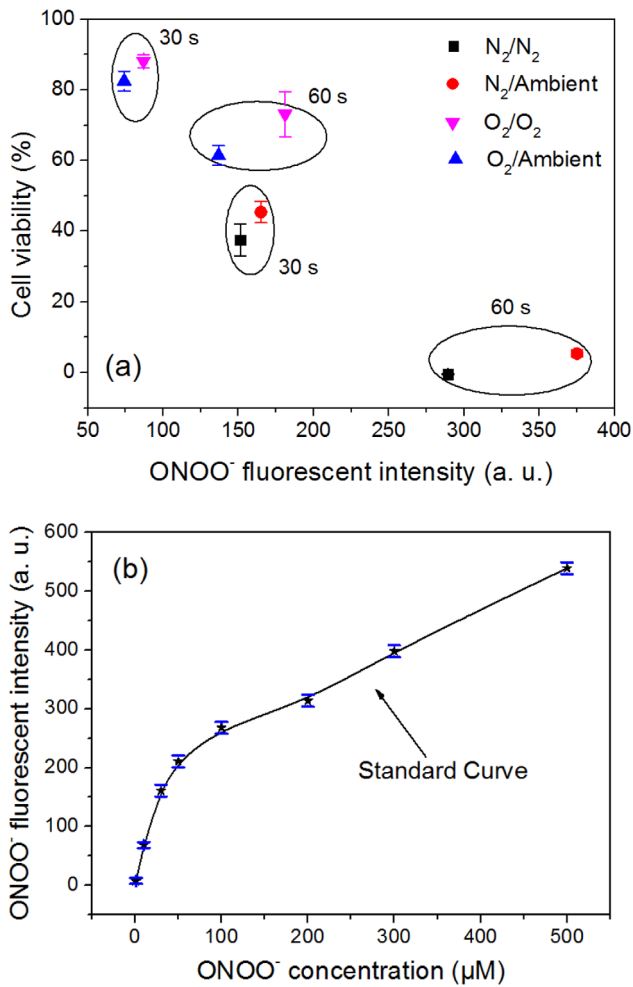 100
80
60
40
20
0
Cell viability (%)
30 s
60 s
30 s
60 s
N₂/N₂
N₂/Ambient
O₂/O₂
O₂/Ambient
(a)
50 100 150 200 250 300 350 400
ONOO⁻ fluorescent intensity (a. u.)
600
500
400
300
200
100
0
ONOO⁻ fluorescent intensity (a. u.)
(b)
Standard Curve
0 100 200 300 400 500
ONOO⁻ concentration (µM)